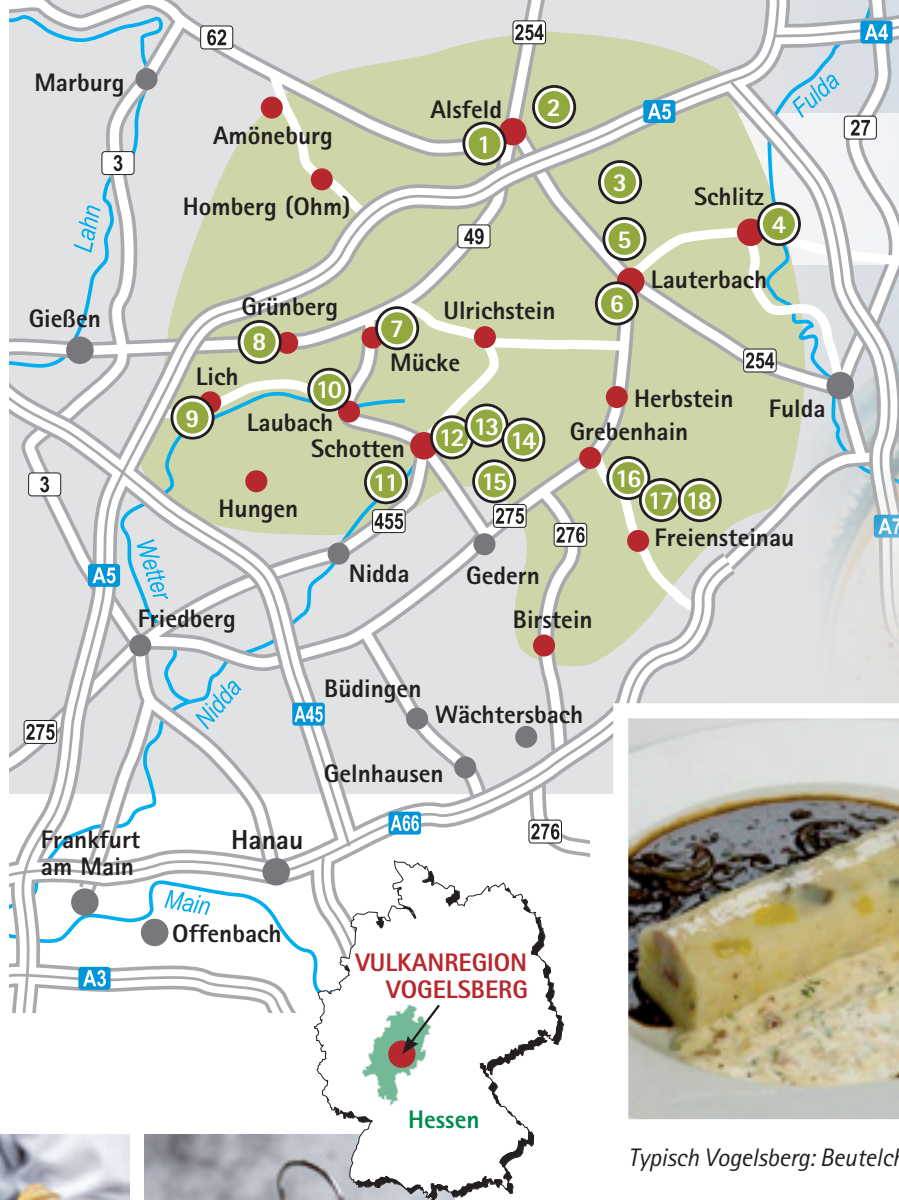 62
254
A4
Marburg
Alsfeld
2
Fulda
Amöneburg
1
A5
27
3
3
Homberg (Ohm)
Schlitz
4
Lahn
49
5
Lauterbach
Gießen
Grünberg
Ulrichstein
6
8
7
Mücke
254
Lich
10
Herbstein
Fulda
9
Laubach
Grebenhain
Schotten
12
13
14
3
Hungen
11
15
16
17
18
455
275
276
Freiensteinau
A7
Wetter
A5
Nidda
Gedern
Friedberg
Birstein
Nidda
Büdingen
A45
Wächtersbach
275
Gelnhausen
A66
276
Frankfurt
am Main
Hanau
Main
Offenbach
A3
VULKANREGION
VOGELSBERG
Hessen
Typisch Vogelsberg: Beutelch